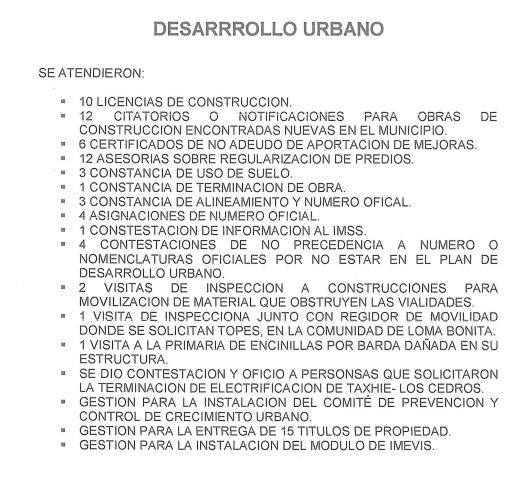 DESARRROLLO URBANO
SE ATENDIERON:
▪ 10 LICENCIAS DE CONSTRUCCION.
▪ 12 CITATORIOS O NOTIFICACIONES PARA OBRAS DE
CONSTRUCCION ENCONTRADAS NUEVAS EN EL MUNICIPIO.
▪ 6 CERTIFICADOS DE NO ADEUDO DE APORTACION DE MEJORAS.
▪ 12 ASESORIAS SOBRE REGULARIZACION DE PREDIOS.
▪ 3 CONSTANCIA DE USO DE SUELO.
▪ 1 CONSTANCIA DE TERMINACION DE OBRA.
▪ 3 CONSTANCIA DE ALINEAMIENTO Y NUMERO OFICAL.
▪ 4 ASIGNACIONES DE NUMERO OFICIAL.
▪ 1 CONSTESTACION DE INFORMACION AL IMSS.
▪ 4 CONTESTACIONES DE NO PRECEDENCIA A NUMERO O
NOMENCLATURAS OFICIALES POR NO ESTAR EN EL PLAN DE
DESARROLLO URBANO.
▪ 2 VISITAS DE INSPECCION A CONSTRUCCIONES PARA
MOVILIZACION DE MATERIAL QUE OBSTRUYEN LAS VIALIDADES.
▪ 1 VISITA DE INSPECCIONA JUNTO CON REGIDOR DE MOVILIDAD
DONDE SE SOLICITAN TOPES, EN LA COMUNIDAD DE LOMA BONITA.
▪ 1 VISITA A LA PRIMARIA DE ENCINILLAS POR BARDA DAÑADA EN SU
ESTRUCTURA.
▪ SE DIO CONTESTACION Y OFICIO A PERSONSAS QUE SOLICITARON
LA TERMINACION DE ELECTRIFICACION DE TAXHIE- LOS CEDROS.
▪ GESTION PARA LA INSTALACION DEL COMITÉ DE PREVENCION Y
CONTROL DE CRECIMIENTO URBANO.
▪ GESTION PARA LA ENTREGA DE 15 TITULOS DE PROPIEDAD.
▪ GESTION PARA LA INSTALACION DEL MODULO DE IMEVIS.